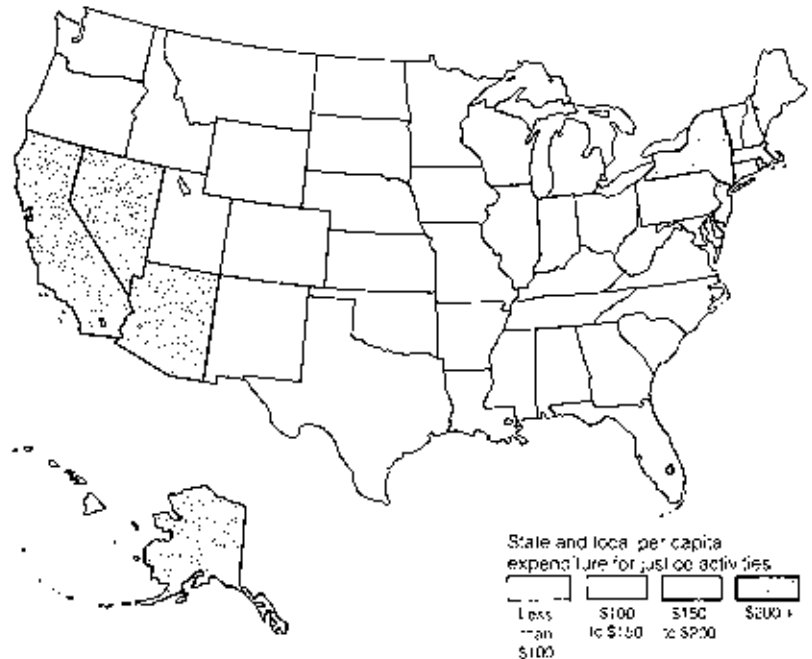 State and local per capita
expenditure for justice activities
Less than $100
$100 to $150
$150 to $200
$200 +